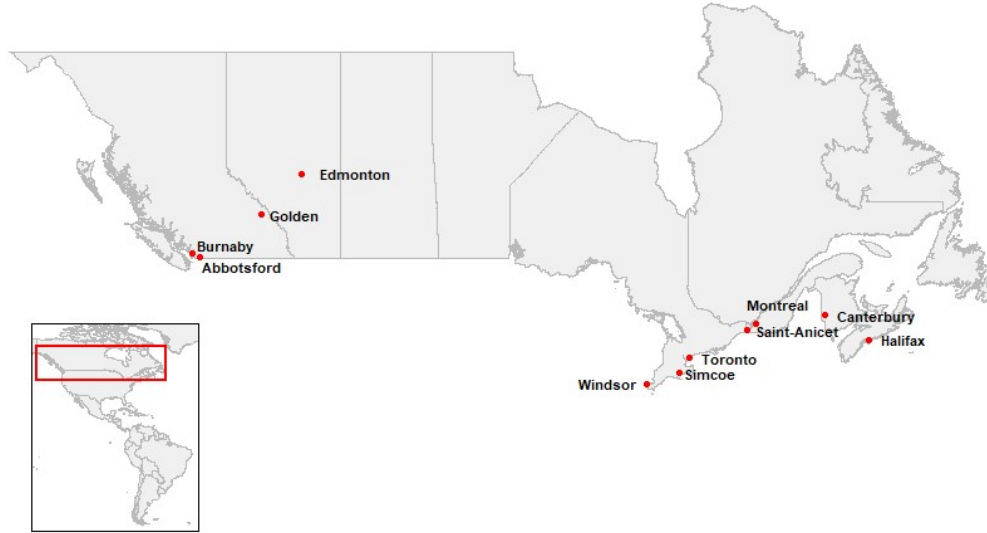 Edmonton
Golden
Burnaby
Abbotsford
Montreal
Canterbury
Saint-Anicet
Halifax
Toronto
Simcoe
Windsor